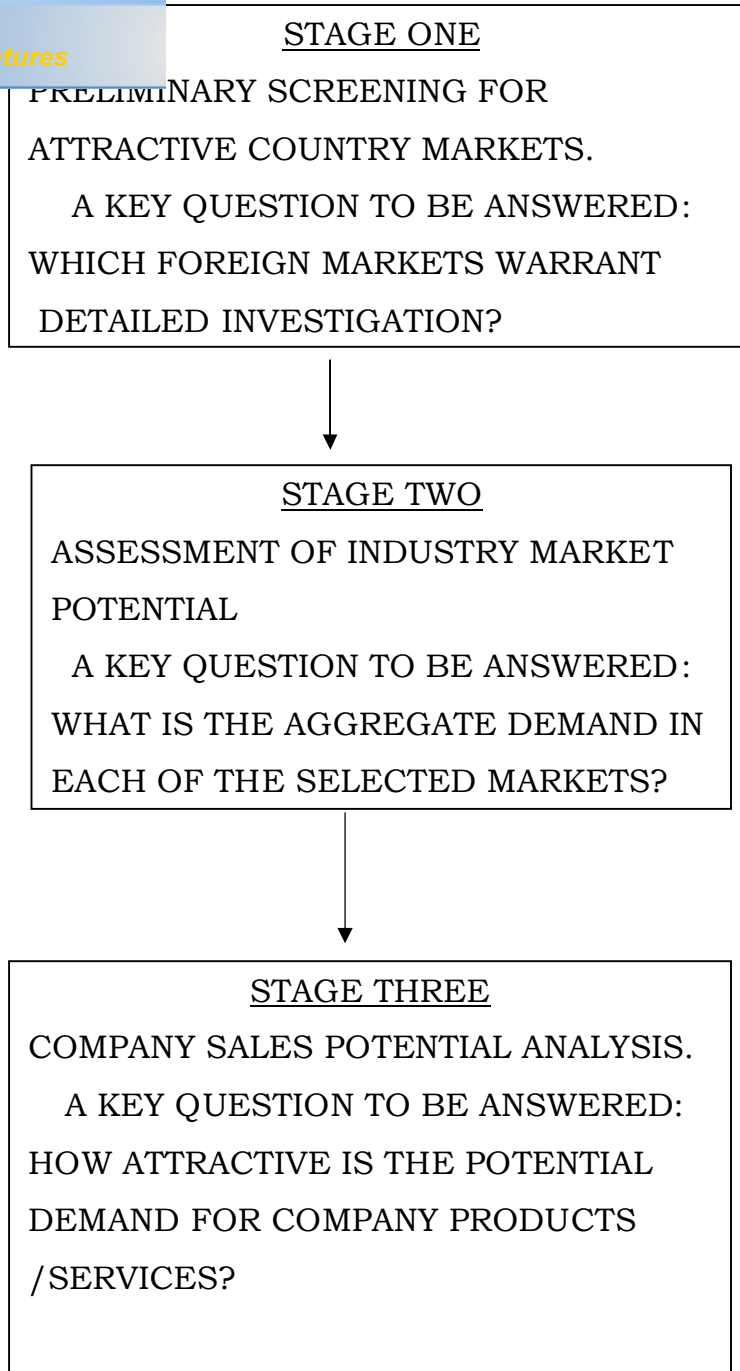 STAGE ONE
PRELIMINARY SCREENING FOR
ATTRACTIVE COUNTRY MARKETS.
A KEY QUESTION TO BE ANSWERED:
WHICH FOREIGN MARKETS WARRANT
DETAILED INVESTIGATION?
STAGE TWO
ASSESSMENT OF INDUSTRY MARKET
POTENTIAL
A KEY QUESTION TO BE ANSWERED:
WHAT IS THE AGGREGATE DEMAND IN
EACH OF THE SELECTED MARKETS?
STAGE THREE
COMPANY SALES POTENTIAL ANALYSIS.
A KEY QUESTION TO BE ANSWERED:
HOW ATTRACTIVE IS THE POTENTIAL
DEMAND FOR COMPANY PRODUCTS
/SERVICES?